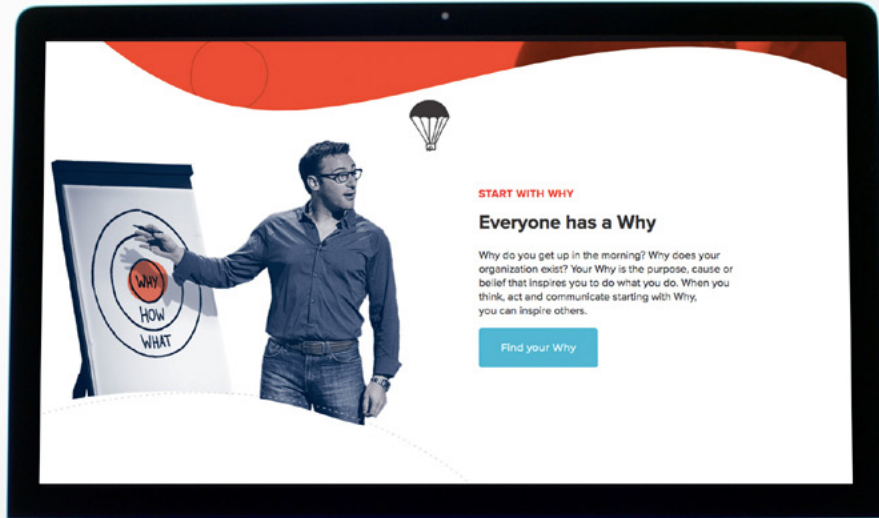 WHY
HOW
WHAT
START WITH WHY
Everyone has a Why
Why do you get up in the morning? Why does your
organization exist? Your Why is the purpose, cause or
belief that inspires you to do what you do. When you
think, act and communicate starting with Why,
you can inspire others.
Find your Why